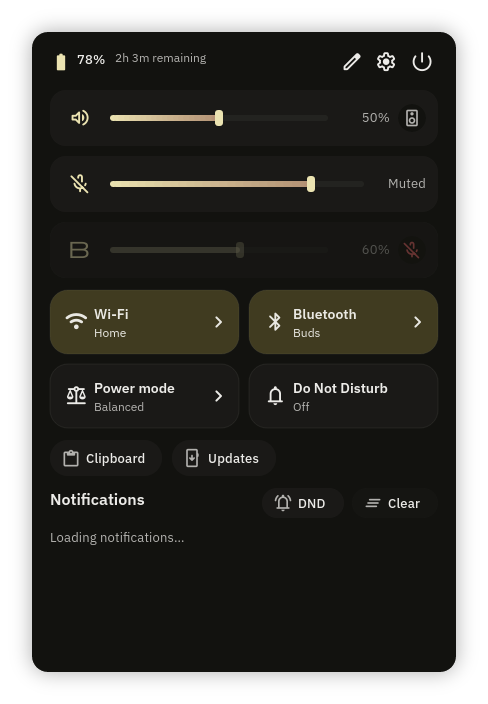 78% 2h 3m remaining
50%
Muted
60%
Wi-Fi
Home
Bluetooth
Buds
Power mode
Balanced
Do Not Disturb
Off
Clipboard
Updates
Notifications
DND
Clear
Loading notifications...